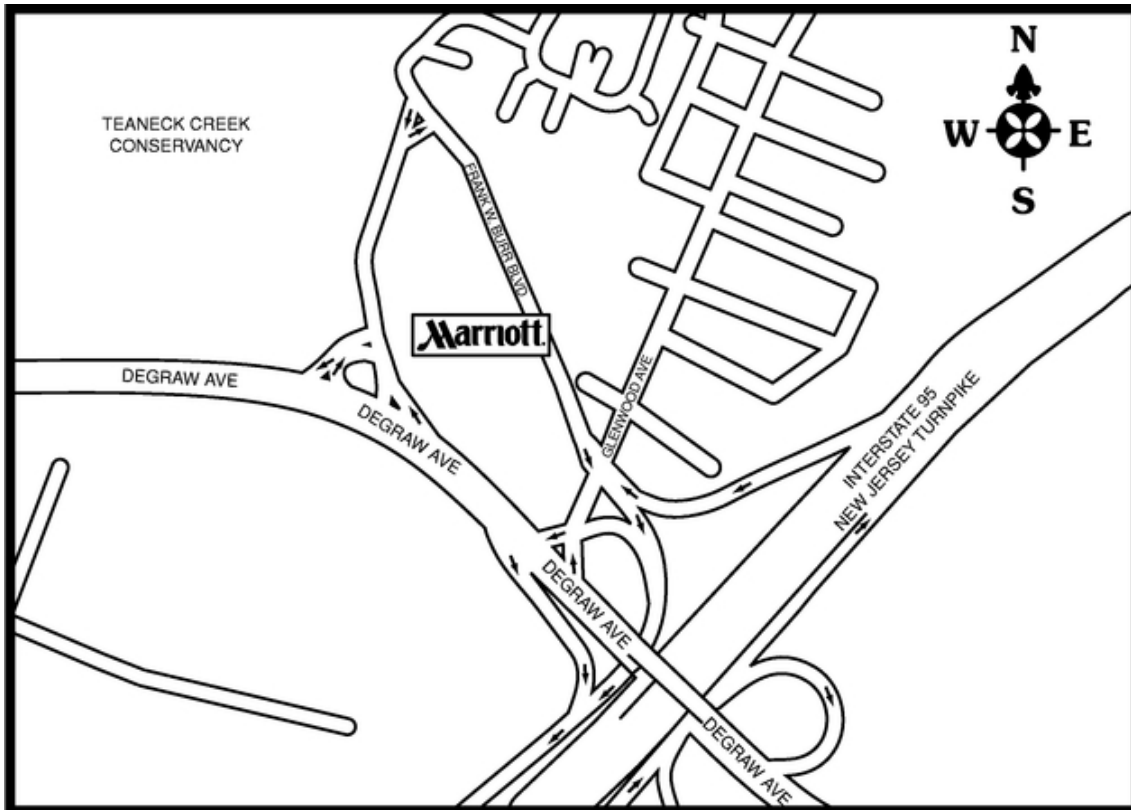 N
TEANECK CREEK
CONSERVANCY
W
E
S
FRANK W. BURR BLVD
Marriott
DEGRAW AVE
GLENWOOD AVE
DEGRAW AVE
INTERSTATE 95
NEW JERSEY TURNPIKE
DEGRAW AVE
DEGRAW AVE